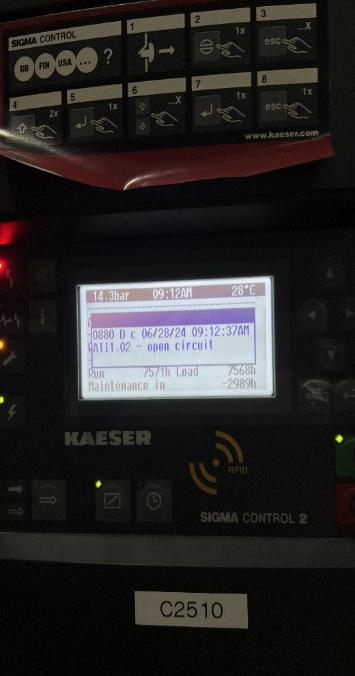 SIGMA CONTROL
GB FIN USA ... ?
1
2
1x
3
esc
...X
4
2x
5
1x
6
...X
7
1x
8
esc
1x
www.kaeser.com
14.3bar 09:12AM 28°C
0880 D c 06/28/24 09:12:37AM
AII1.02 - open circuit
Run 7571h Load 7568h
Maintenance in -2989h
KAESER
RFID
SIGMA CONTROL 2
C2510